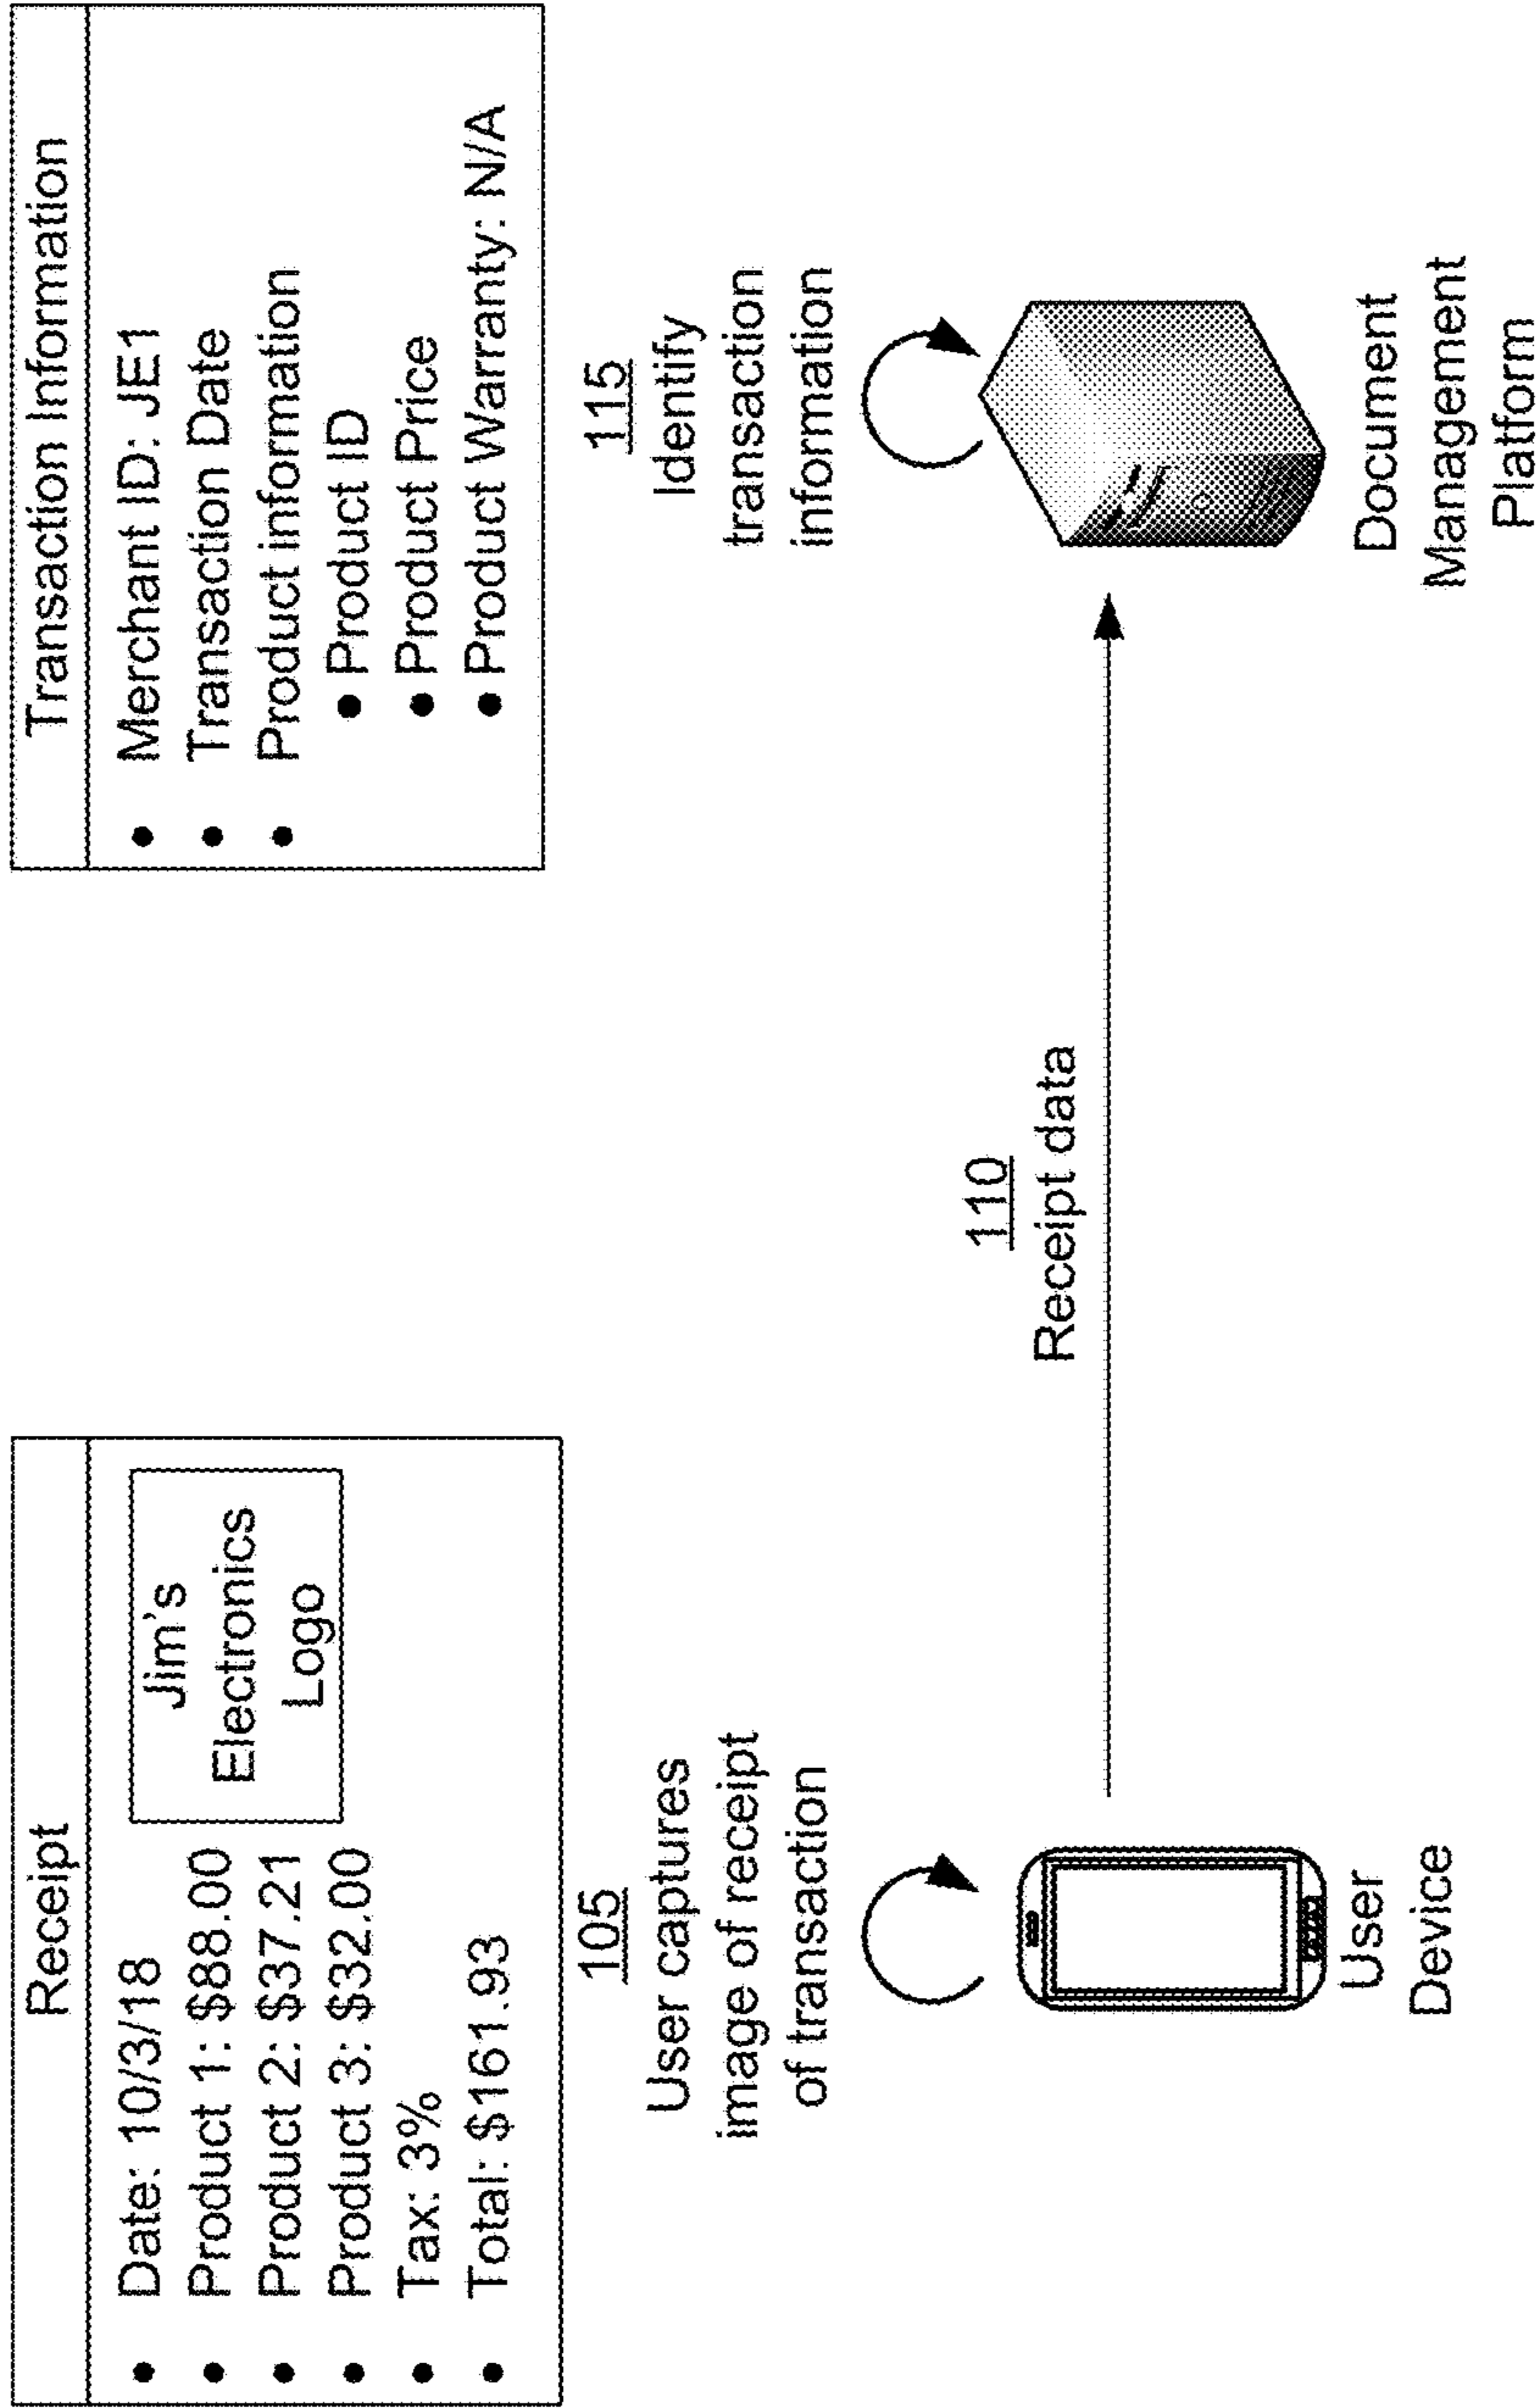 Receipt
• Date: 10/3/18
• Product 1: $88.00
• Product 2: $37.21
• Product 3: $32.00
• Tax: 3%
• Total: $161.93
Jim's
Electronics
Logo
105
User captures
image of receipt
of transaction
User
Device
110
Receipt data
Transaction Information
• Merchant ID: JE1
• Transaction Date
• Product information
• Product ID
• Product Price
• Product Warranty: N/A
115
Identify
transaction
information
Document
Management
Platform